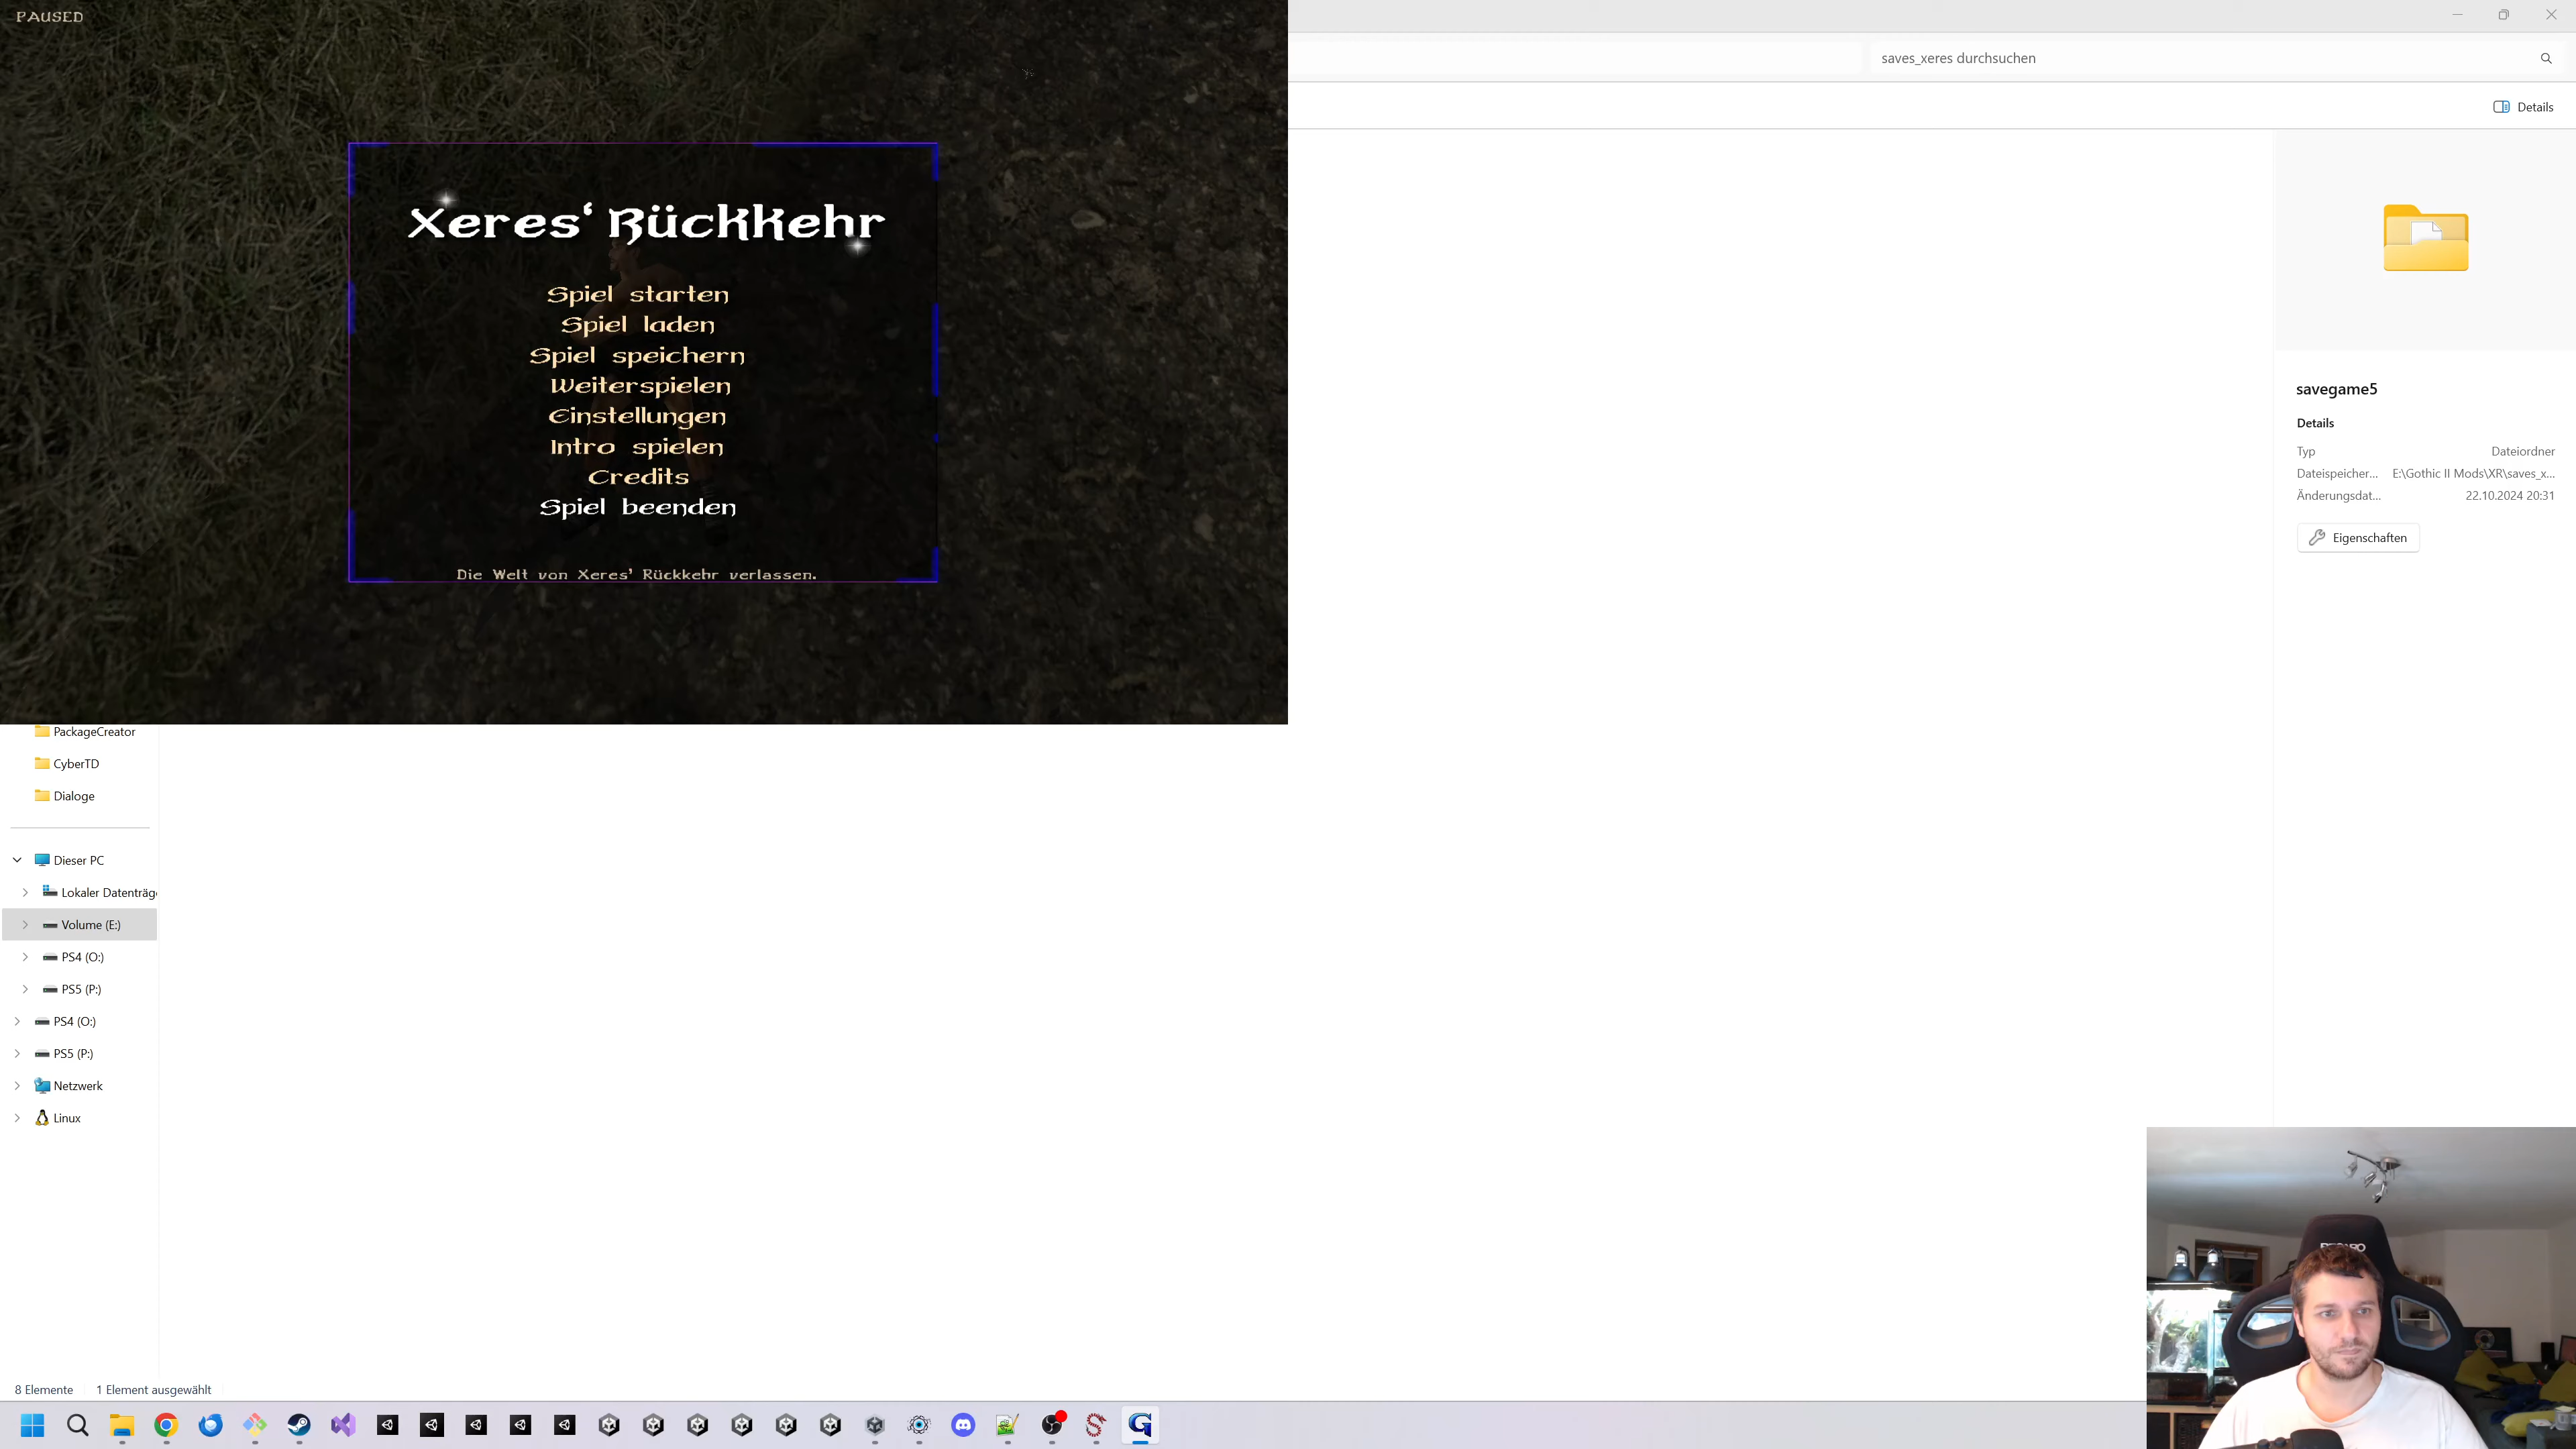 PAUSED
Xeres' Rückkehr
Spiel starten
Spiel laden
Spiel speichern
Weiterspielen
Einstellungen
Intro spielen
Credits
Spiel beenden
Die Welt von Xeres' Rückkehr verlassen.
saves_xeres durchsuchen
Details
savegame5
Details
Typ Dateiordner
Dateispeicher... E:\Gothic II Mods\XR\saves_x...
Änderungsdat... 22.10.2024 20:31
Eigenschaften
PackageCreator
CyberTD
Dialoge
Dieser PC
Lokaler Datenträg
Volume (E:)
PS4 (O:)
PS5 (P:)
PS4 (O:)
PS5 (P:)
Netzwerk
Linux
8 Elemente 1 Element ausgewählt